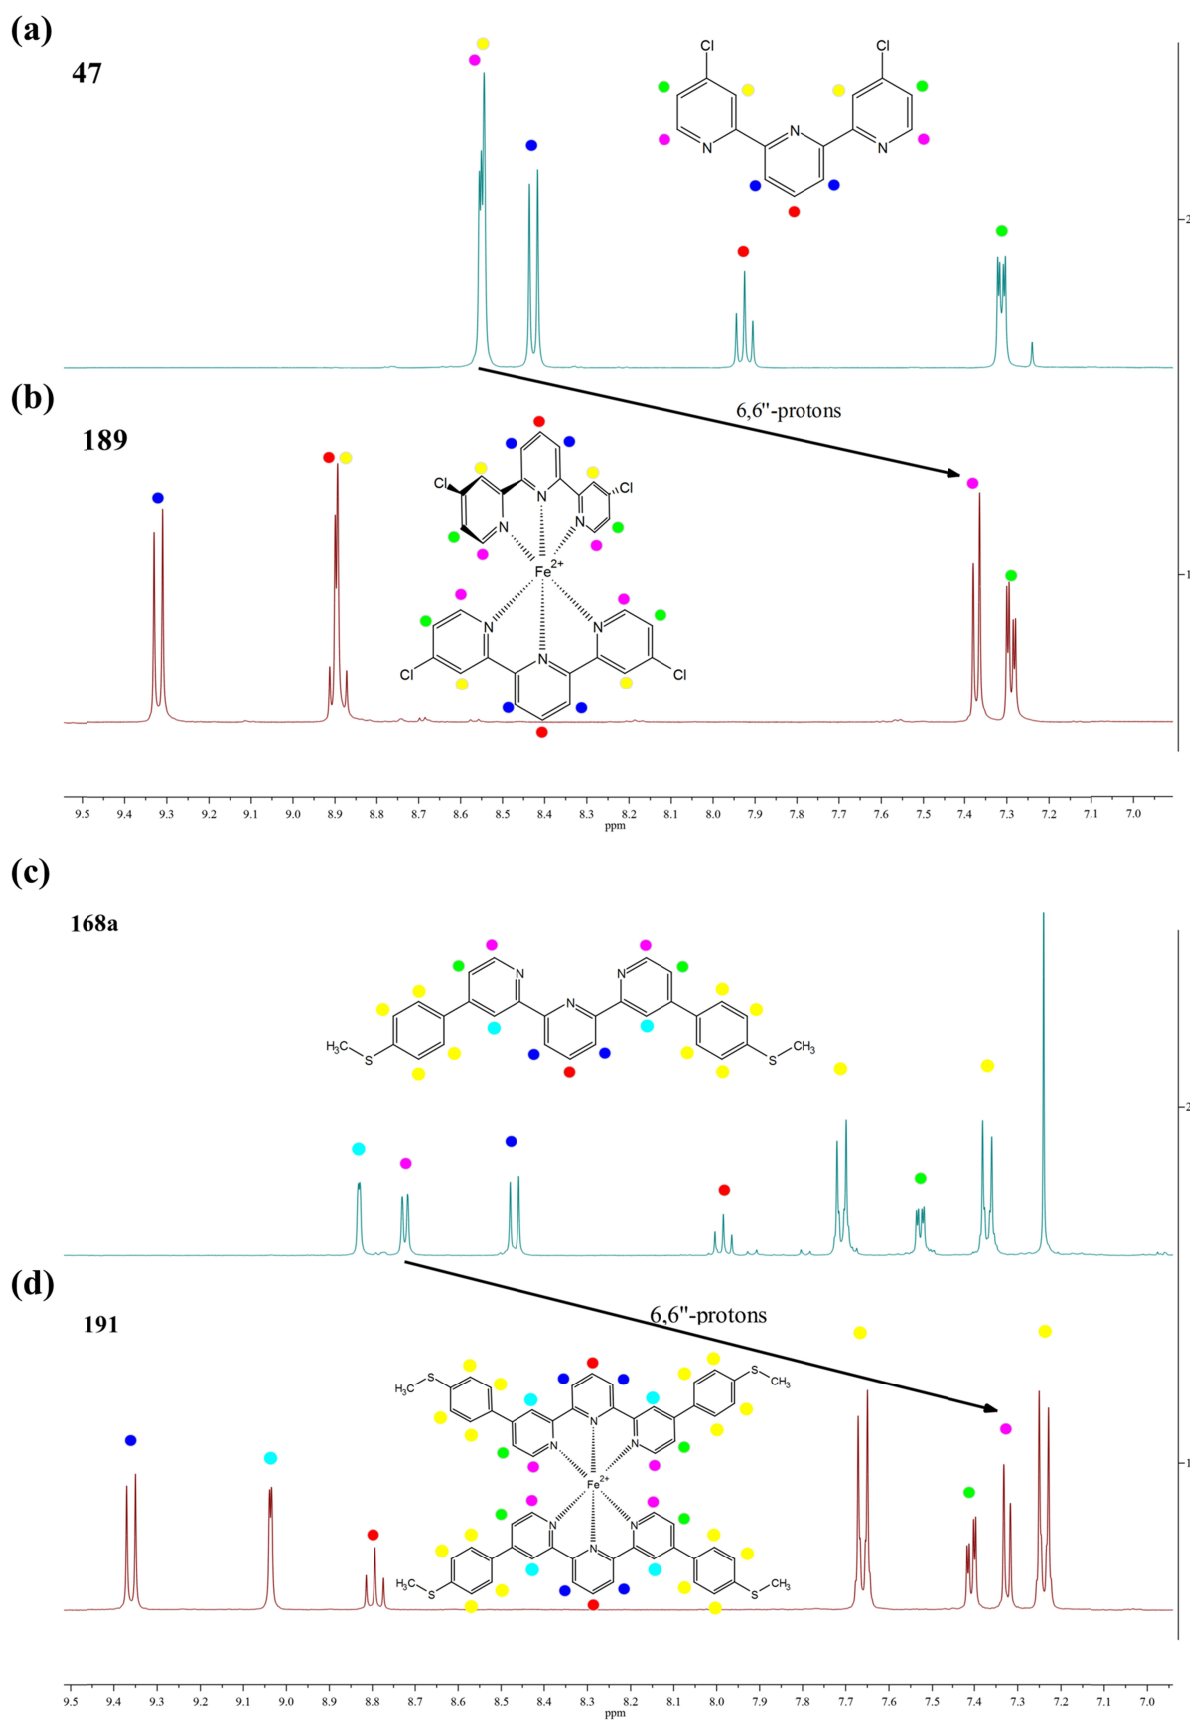 (a)
47
Cl
Cl
N
N
N
2
(b)
6,6"-protons
189
Cl
Cl
N
N
N
Fe2+
N
N
N
Cl
Cl
1
9.5 9.4 9.3 9.2 9.1 9.0 8.9 8.8 8.7 8.6 8.5 8.4 8.3 8.2 8.1 8.0 7.9 7.8 7.7 7.6 7.5 7.4 7.3 7.2 7.1 7.0
ppm
(c)
168a
N
N
N
H3C
S
S
CH3
2
(d)
6,6"-protons
191
S
H3C
S
CH3
N
N
N
Fe2+
N
N
N
H3C
S
S
CH3
1
9.5 9.4 9.3 9.2 9.1 9.0 8.9 8.8 8.7 8.6 8.5 8.4 8.3 8.2 8.1 8.0 7.9 7.8 7.7 7.6 7.5 7.4 7.3 7.2 7.1 7.0
ppm